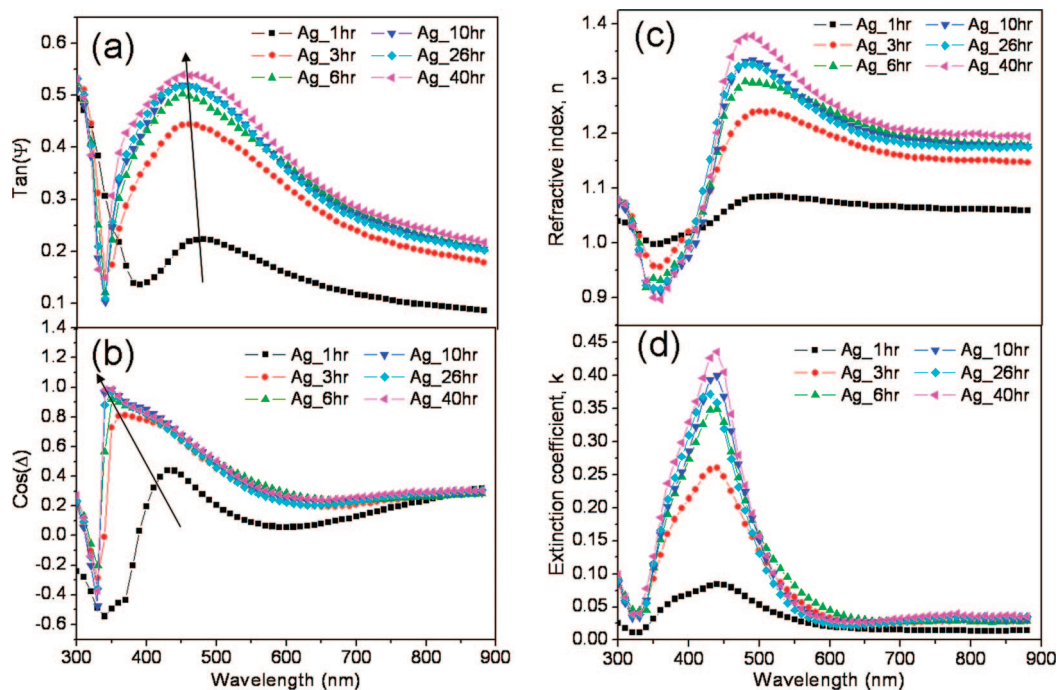 (a)
Ag_1hr Ag_10hr
Ag_3hr Ag_26hr
Ag_6hr Ag_40hr
Tan(Ψ)
0.6
0.5
0.4
0.3
0.2
0.1
(b)
Ag_1hr Ag_10hr
Ag_3hr Ag_26hr
Ag_6hr Ag_40hr
Cos(Δ)
1.4
1.2
1.0
0.8
0.6
0.4
0.2
0.0
-0.2
-0.4
-0.6
300 400 500 600 700 800 900
Wavelength (nm)
(c)
Ag_1hr Ag_10hr
Ag_3hr Ag_26hr
Ag_6hr Ag_40hr
Refractive index, n
1.4
1.3
1.2
1.1
1.0
0.9
(d)
Ag_1hr Ag_10hr
Ag_3hr Ag_26hr
Ag_6hr Ag_40hr
Extinction coefficient, k
0.45
0.40
0.35
0.30
0.25
0.20
0.15
0.10
0.05
0.00
300 400 500 600 700 800 900
Wavelength (nm)